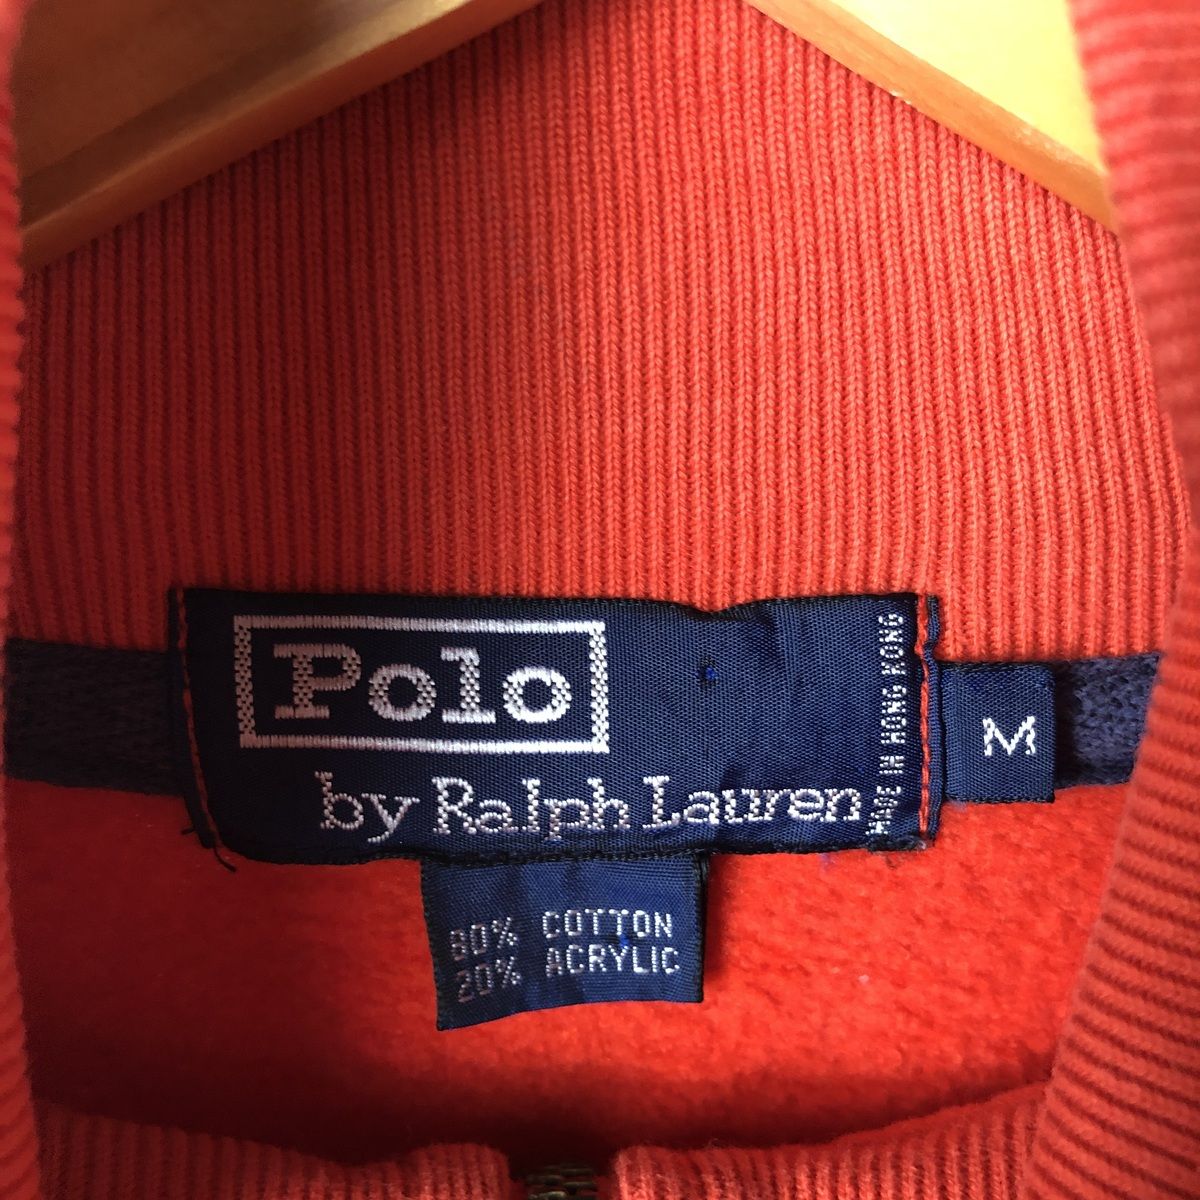 Polo
by Ralph Lauren
MADE IN HONG KONG
M
80% COTTON
20% ACRYLIC